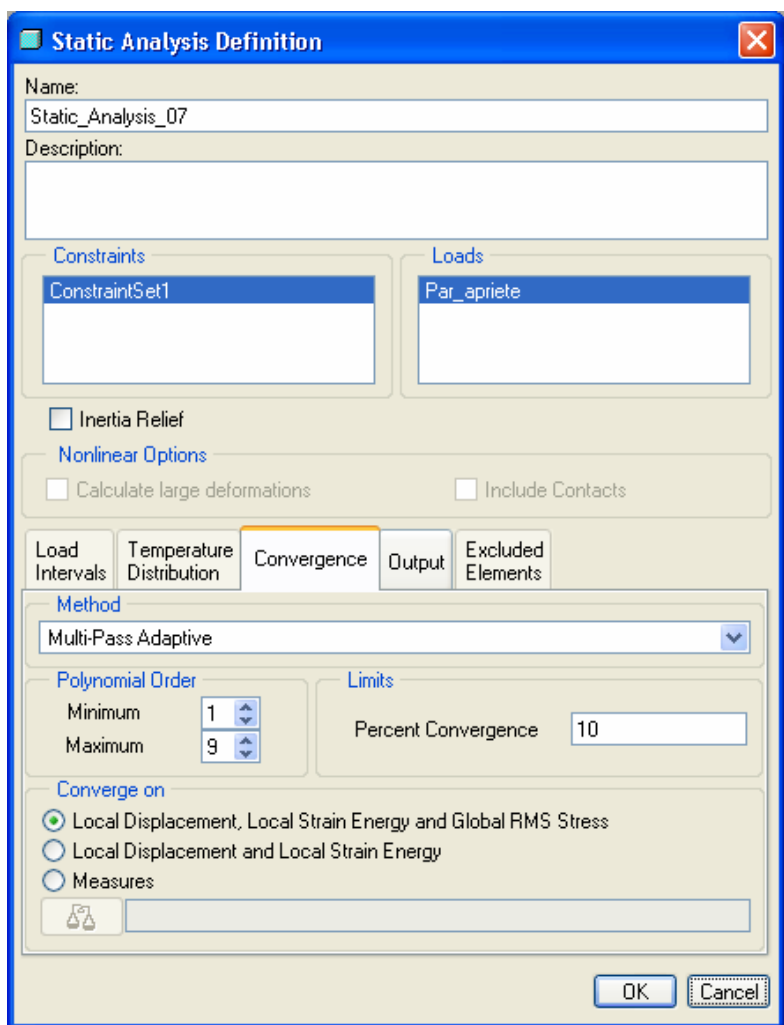 Static Analysis Definition
Name:
Static_Analysis_07
Description:
Constraints
Loads
ConstraintSet1
Par_apriete
Inertia Relief
Nonlinear Options
Calculate large deformations
Include Contacts
Load
Intervals
Temperature
Distribution
Convergence
Output
Excluded
Elements
Method
Multi-Pass Adaptive
Polynomial Order
Limits
Minimum
1
Maximum
9
Percent Convergence
10
Converge on
Local Displacement, Local Strain Energy and Global RMS Stress
Local Displacement and Local Strain Energy
Measures
OK
Cancel